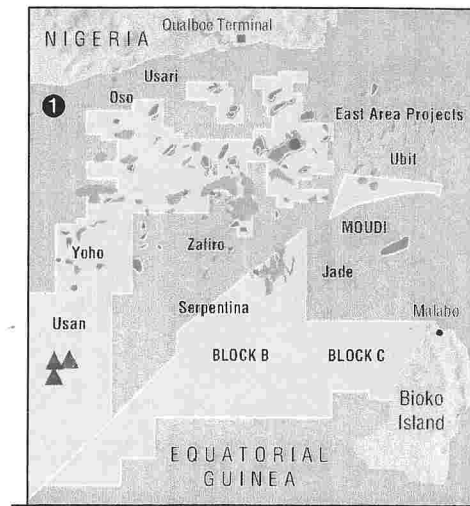 NIGERIA
Qualboe Terminal
Usari
Oso
1
East Area Projects
Ubit
MOUDI
Yoho
Zafiro
Jade
Serpentina
Usan
Malabo
BLOCK B
BLOCK C
Bioko
Island
EQUATORIAL
GUINEA